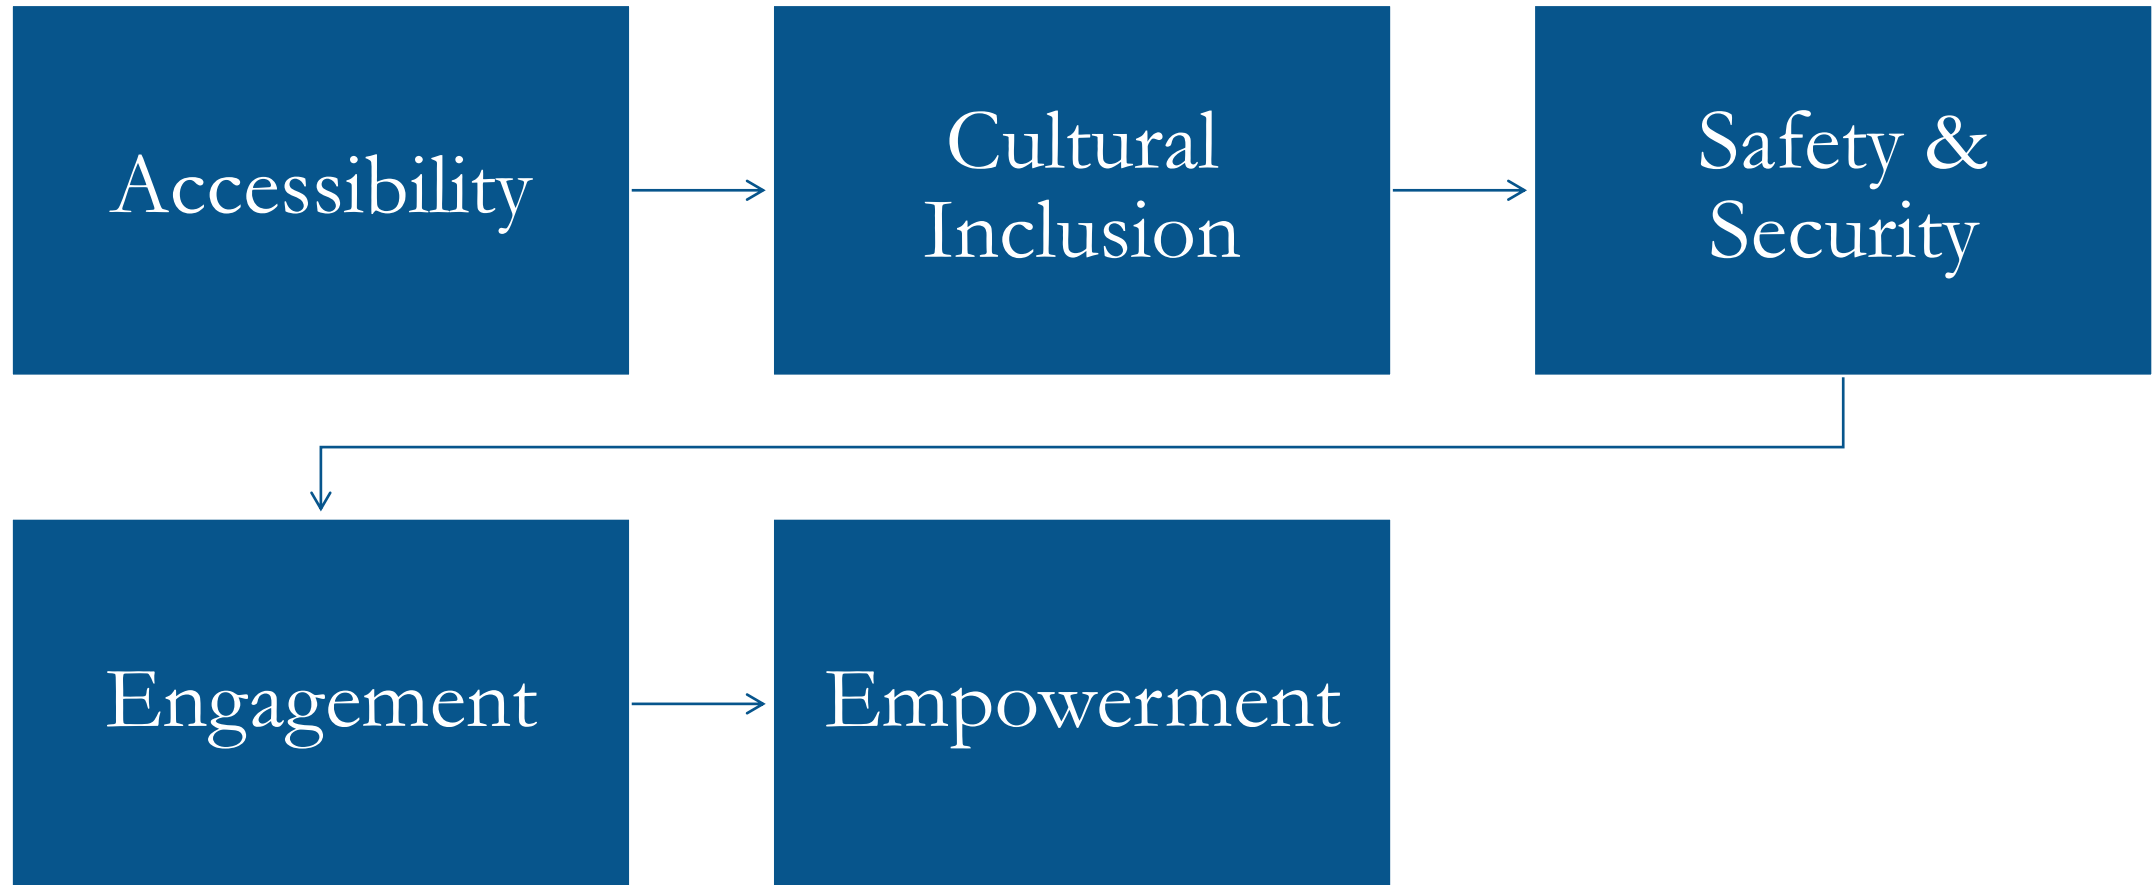 Accessibility
Cultural
Inclusion
Safety &
Security
Engagement
Empowerment